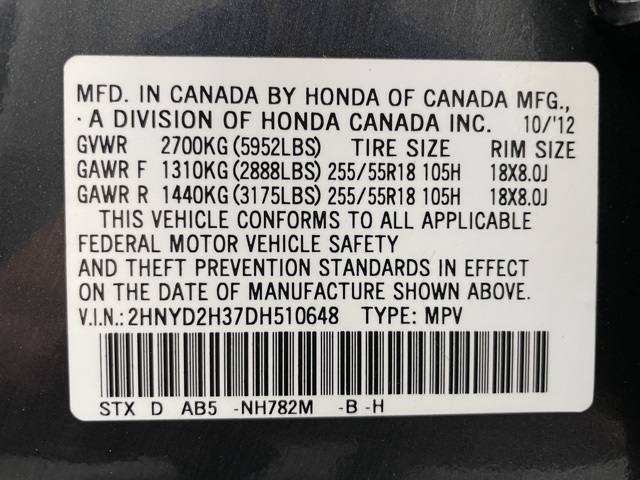 MFD. IN CANADA BY HONDA OF CANADA MFG.,
· A DIVISION OF HONDA CANADA INC. 10/'12
GVWR 2700KG (5952LBS) TIRE SIZE RIM SIZE
GAWR F 1310KG (2888LBS) 255/55R18 105H 18X8.0J
GAWR R 1440KG (3175LBS) 255/55R18 105H 18X8.0J
THIS VEHICLE CONFORMS TO ALL APPLICABLE
FEDERAL MOTOR VEHICLE SAFETY
AND THEFT PREVENTION STANDARDS IN EFFECT
ON THE DATE OF MANUFACTURE SHOWN ABOVE.
V.I.N.: 2HNYD2H37DH510648 TYPE: MPV
STX D AB5 -NH782M -B -H